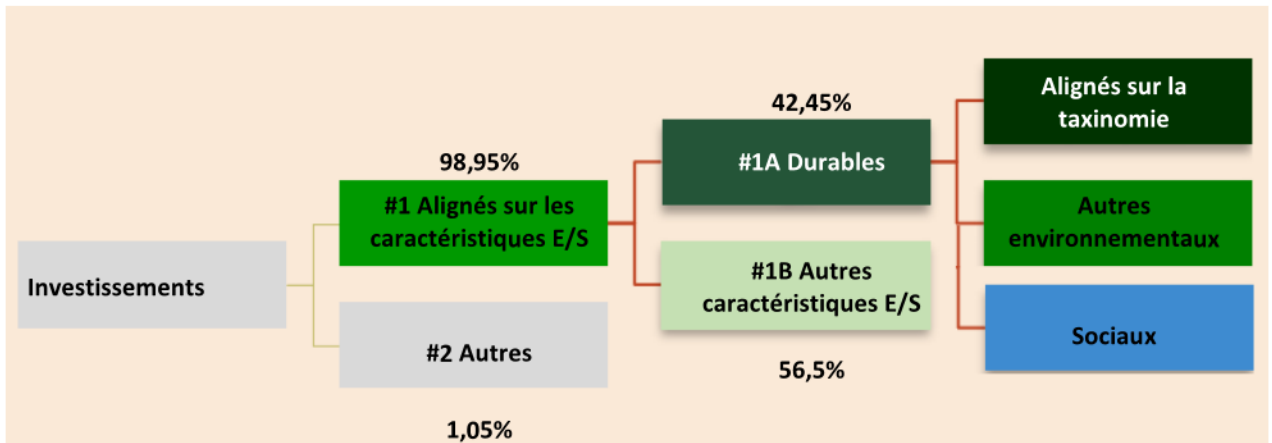 Investissements
98,95%
#1 Alignés sur les
caractéristiques E/S
#2 Autres
1,05%
42,45%
#1A Durables
#1B Autres
caractéristiques E/S
56,5%
Alignés sur la
taxinomie
Autres
environnementaux
Sociaux